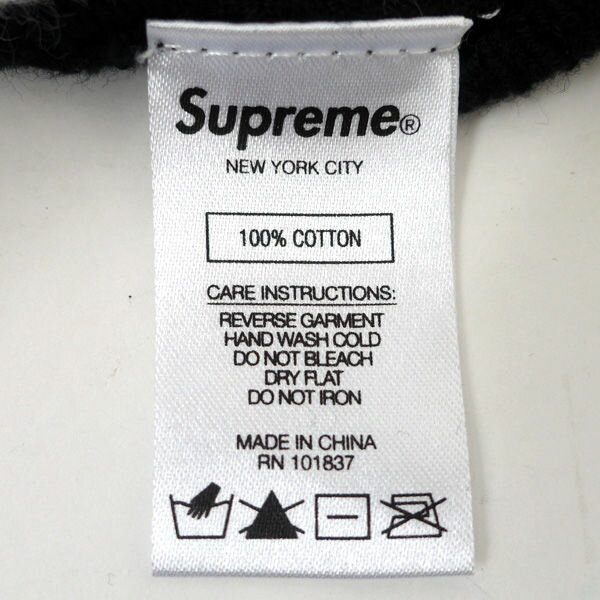 Supreme®
NEW YORK CITY
100% COTTON
CARE INSTRUCTIONS:
REVERSE GARMENT
HAND WASH COLD
DO NOT BLEACH
DRY FLAT
DO NOT IRON
MADE IN CHINA
RN 101837